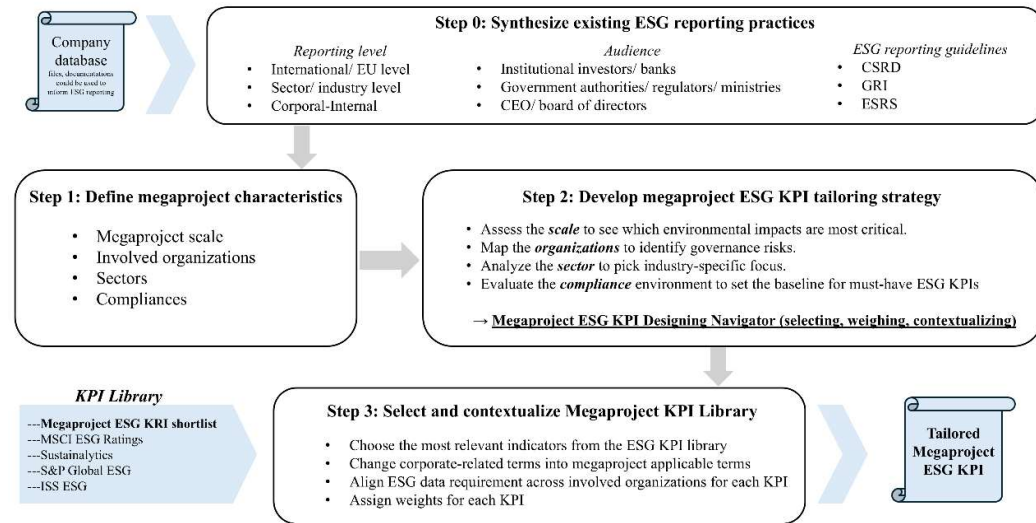 Company
database
files, documentations
could be used to
inform ESG reporting
Step 0: Synthesize existing ESG reporting practices
Reporting level
• International/ EU level
• Sector/ industry level
• Corporal-Internal
Audience
• Institutional investors/ banks
• Government authorities/ regulators/ ministries
• CEO/ board of directors
ESG reporting guidelines
• CSRD
• GRI
• ESRS
Step 1: Define megaproject characteristics
• Megaproject scale
• Involved organizations
• Sectors
• Compliances
Step 2: Develop megaproject ESG KPI tailoring strategy
• Assess the scale to see which environmental impacts are most critical.
• Map the organizations to identify governance risks.
• Analyze the sector to pick industry-specific focus.
• Evaluate the compliance environment to set the baseline for must-have ESG KPIs
→ Megaproject ESG KPI Designing Navigator (selecting, weighing, contextualizing)
KPI Library
---Megaproject ESG KRI shortlist
---MSCI ESG Ratings
---Sustainalytics
---S&P Global ESG
---ISS ESG
Step 3: Select and contextualize Megaproject KPI Library
• Choose the most relevant indicators from the ESG KPI library
• Change corporate-related terms into megaproject applicable terms
• Align ESG data requirement across involved organizations for each KPI
• Assign weights for each KPI
Tailored
Megaproject
ESG KPI